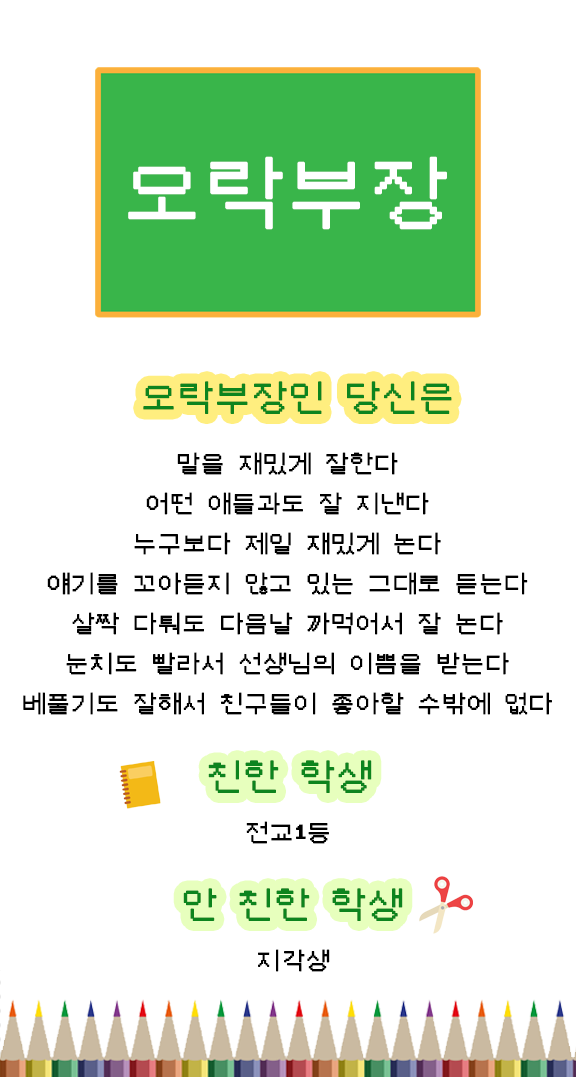 오락부장
오락부장인 당신은
말을 재밌게 잘한다
어떤 애들과도 잘 지낸다
누구보다 제일 재밌게 논다
얘기를 꼬아듣지 않고 있는 그대로 듣는다
살짝 다퉈도 다음날 까먹어서 잘 논다
눈치도 빨라서 선생님의 이쁨을 받는다
베풀기도 잘해서 친구들이 좋아할 수밖에 없다
친한 학생
전교1등
안 친한 학생
지각생